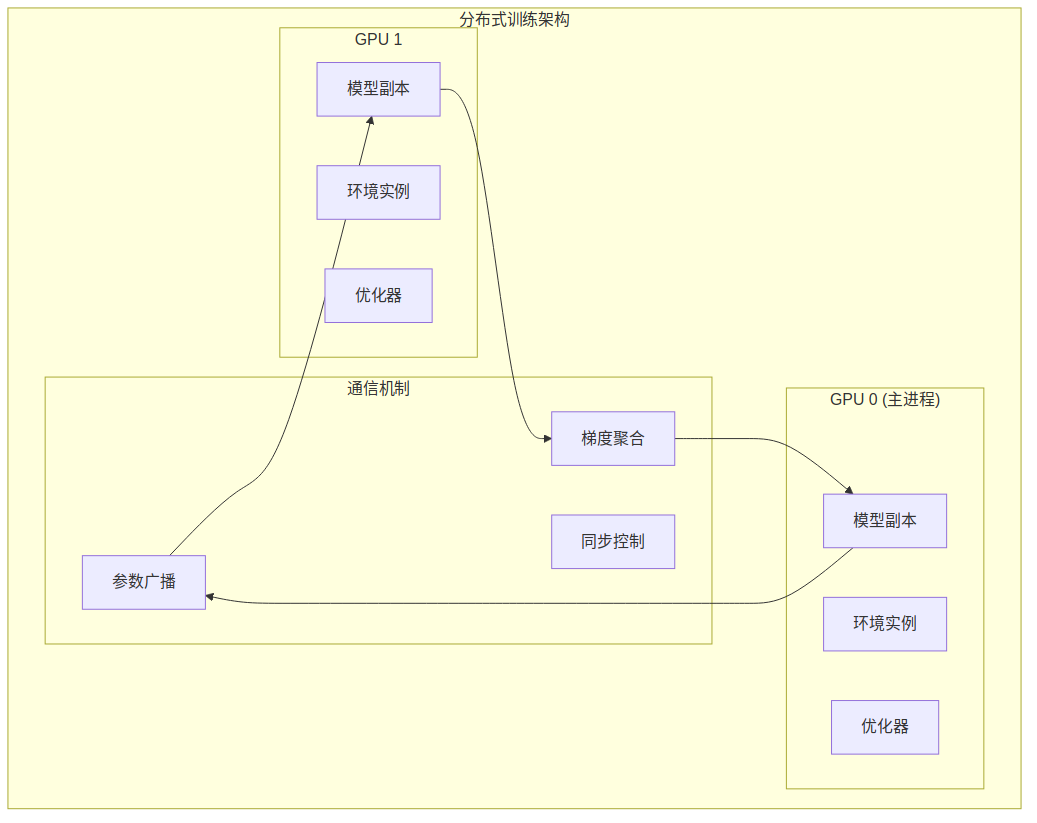 分布式训练架构
GPU 1
模型副本
环境实例
优化器
通信机制
梯度聚合
同步控制
参数广播
GPU 0 (主进程)
模型副本
环境实例
优化器